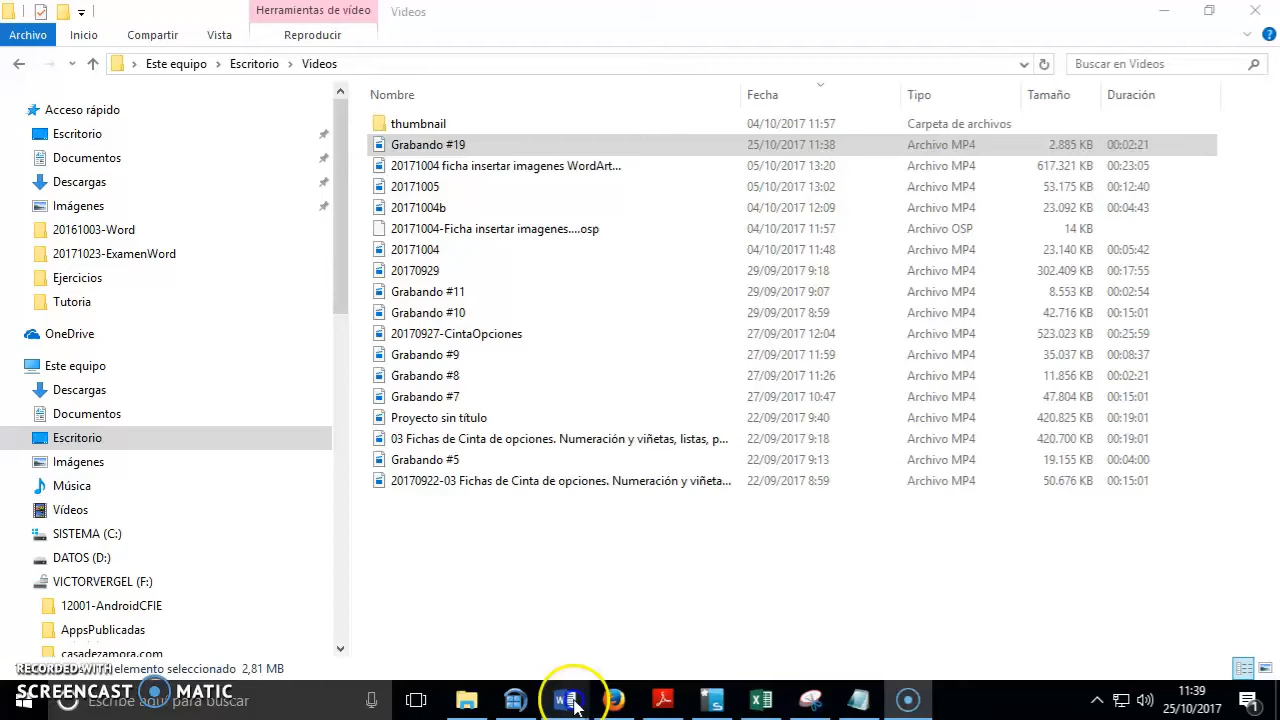 Herramientas de vídeo Videos
Archivo Inicio Compartir Vista Reproducir
Este equipo Escritorio Videos Buscar en Videos
Nombre Fecha Tipo Tamaño Duración
Acceso rápido
Escritorio
Documentos
Descargas
Imágenes
20161003-Word
20171023-ExamenWord
Ejercicios
Tutoria
OneDrive
Este equipo
Descargas
Documentos
Escritorio
Imágenes
Música
Vídeos
SISTEMA (C:)
DATOS (D:)
VICTORVERGEL (F:)
12001-AndroidCFIE
AppsPublicadas
casadezamora.com
thumbnail 04/10/2017 11:57 Carpeta de archivos
Grabando #19 25/10/2017 11:38 Archivo MP4 2.885 KB 00:02:21
20171004 ficha insertar imagenes WordArt... 05/10/2017 13:20 Archivo MP4 617.321 KB 00:23:05
20171005 05/10/2017 13:02 Archivo MP4 53.175 KB 00:12:40
20171004b 04/10/2017 12:09 Archivo MP4 23.092 KB 00:04:43
20171004-Ficha insertar imagenes....osp 04/10/2017 11:57 Archivo OSP 14 KB
20171004 04/10/2017 11:48 Archivo MP4 23.140 KB 00:05:42
20170929 29/09/2017 9:18 Archivo MP4 302.409 KB 00:17:55
Grabando #11 29/09/2017 9:07 Archivo MP4 8.553 KB 00:02:54
Grabando #10 29/09/2017 8:59 Archivo MP4 42.716 KB 00:15:01
20170927-CintaOpciones 27/09/2017 12:04 Archivo MP4 523.023 KB 00:25:59
Grabando #9 27/09/2017 11:59 Archivo MP4 35.037 KB 00:08:37
Grabando #8 27/09/2017 11:26 Archivo MP4 11.856 KB 00:02:21
Grabando #7 27/09/2017 10:47 Archivo MP4 47.804 KB 00:15:01
Proyecto sin título 22/09/2017 9:40 Archivo MP4 420.825 KB 00:19:01
03 Fichas de Cinta de opciones. Numeración y viñetas, listas, p... 22/09/2017 9:18 Archivo MP4 420.700 KB 00:19:01
Grabando #5 22/09/2017 9:13 Archivo MP4 19.155 KB 00:04:00
20170922-03 Fichas de Cinta de opciones. Numeración y viñeta... 22/09/2017 8:59 Archivo MP4 50.676 KB 00:15:01
elemento seleccionado 2,81 MB
RECORDED WITH
SCREENCAST MATIC
Escribe aquí para buscar
11:39
25/10/2017
1